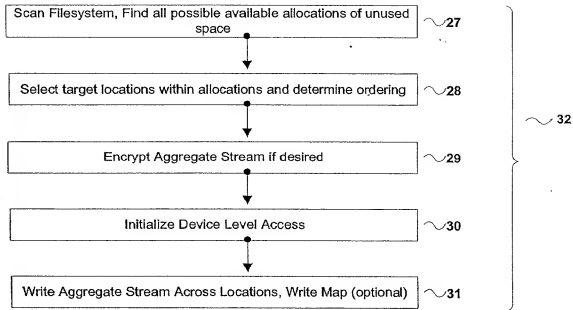 Scan Filesystem, Find all possible available allocations of unused
space
27
Select target locations within allocations and determine ordering
28
32
Encrypt Aggregate Stream if desired
29
Initialize Device Level Access
30
Write Aggregate Stream Across Locations, Write Map (optional)
31